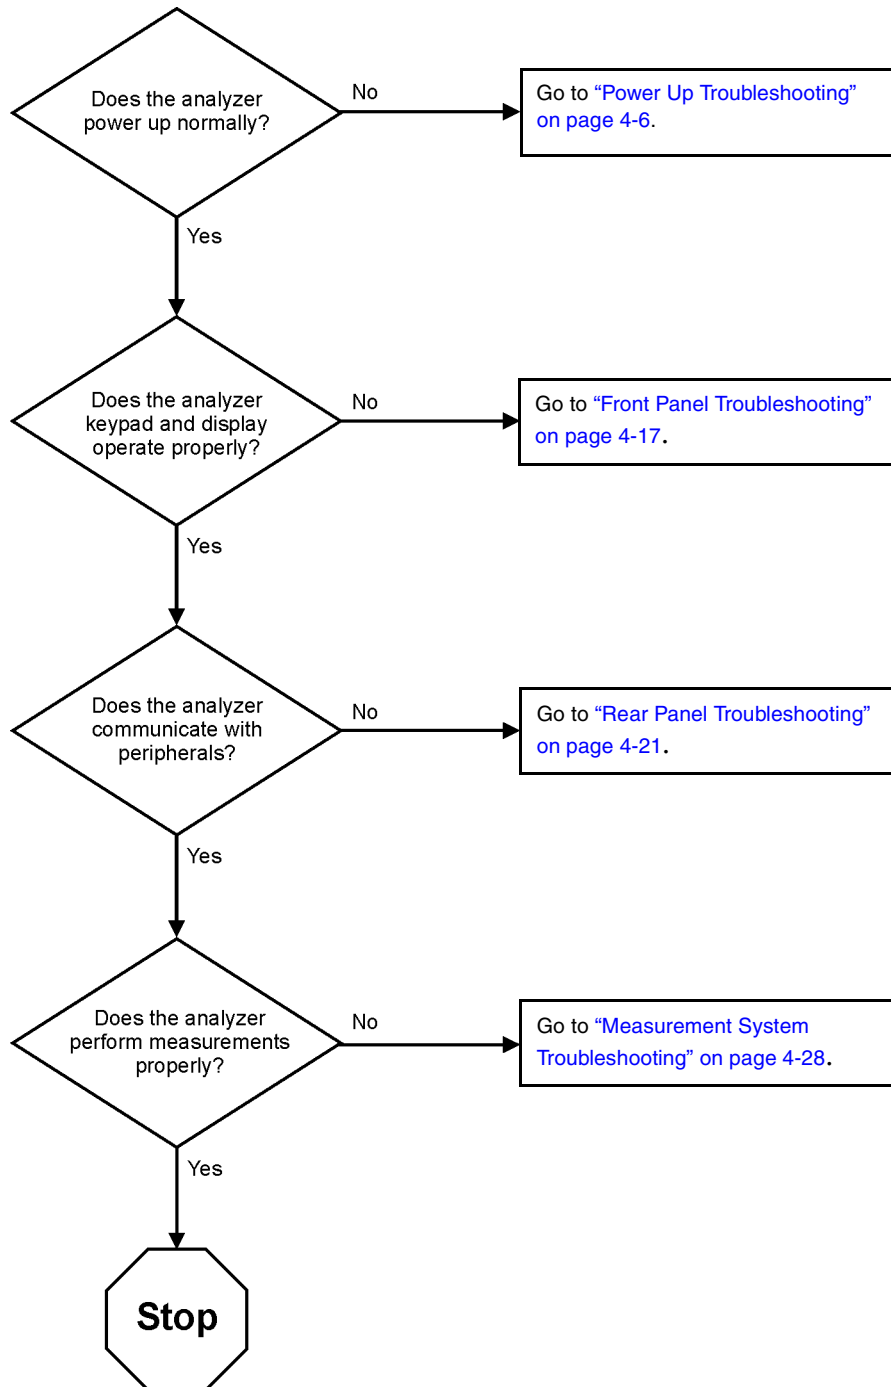 Does the analyzer
power up normally?
No
Go to “Power Up Troubleshooting”
on page 4-6.
Yes
Does the analyzer
keypad and display
operate properly?
No
Go to “Front Panel Troubleshooting”
on page 4-17.
Yes
Does the analyzer
communicate with
peripherals?
No
Go to “Rear Panel Troubleshooting”
on page 4-21.
Yes
Does the analyzer
perform measurements
properly?
No
Go to “Measurement System
Troubleshooting” on page 4-28.
Yes
Stop